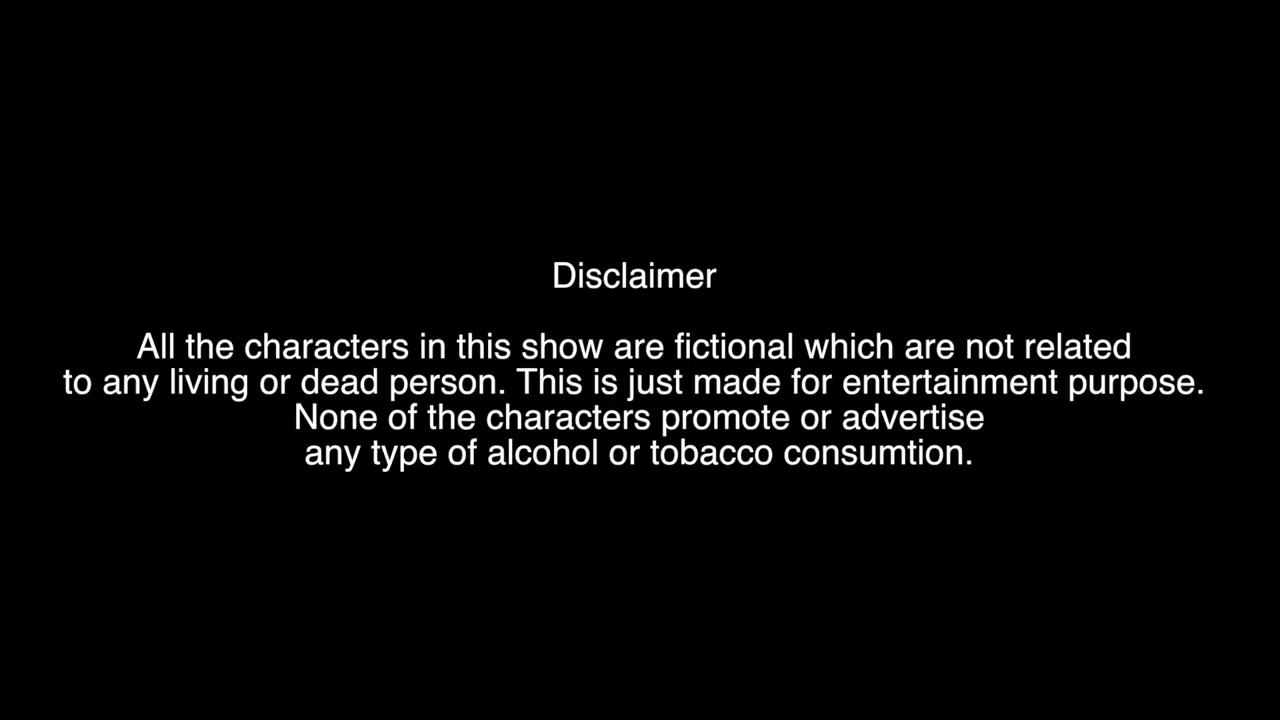 Disclaimer
All the characters in this show are fictional which are not related
to any living or dead person. This is just made for entertainment purpose.
None of the characters promote or advertise
any type of alcohol or tobacco consumtion.